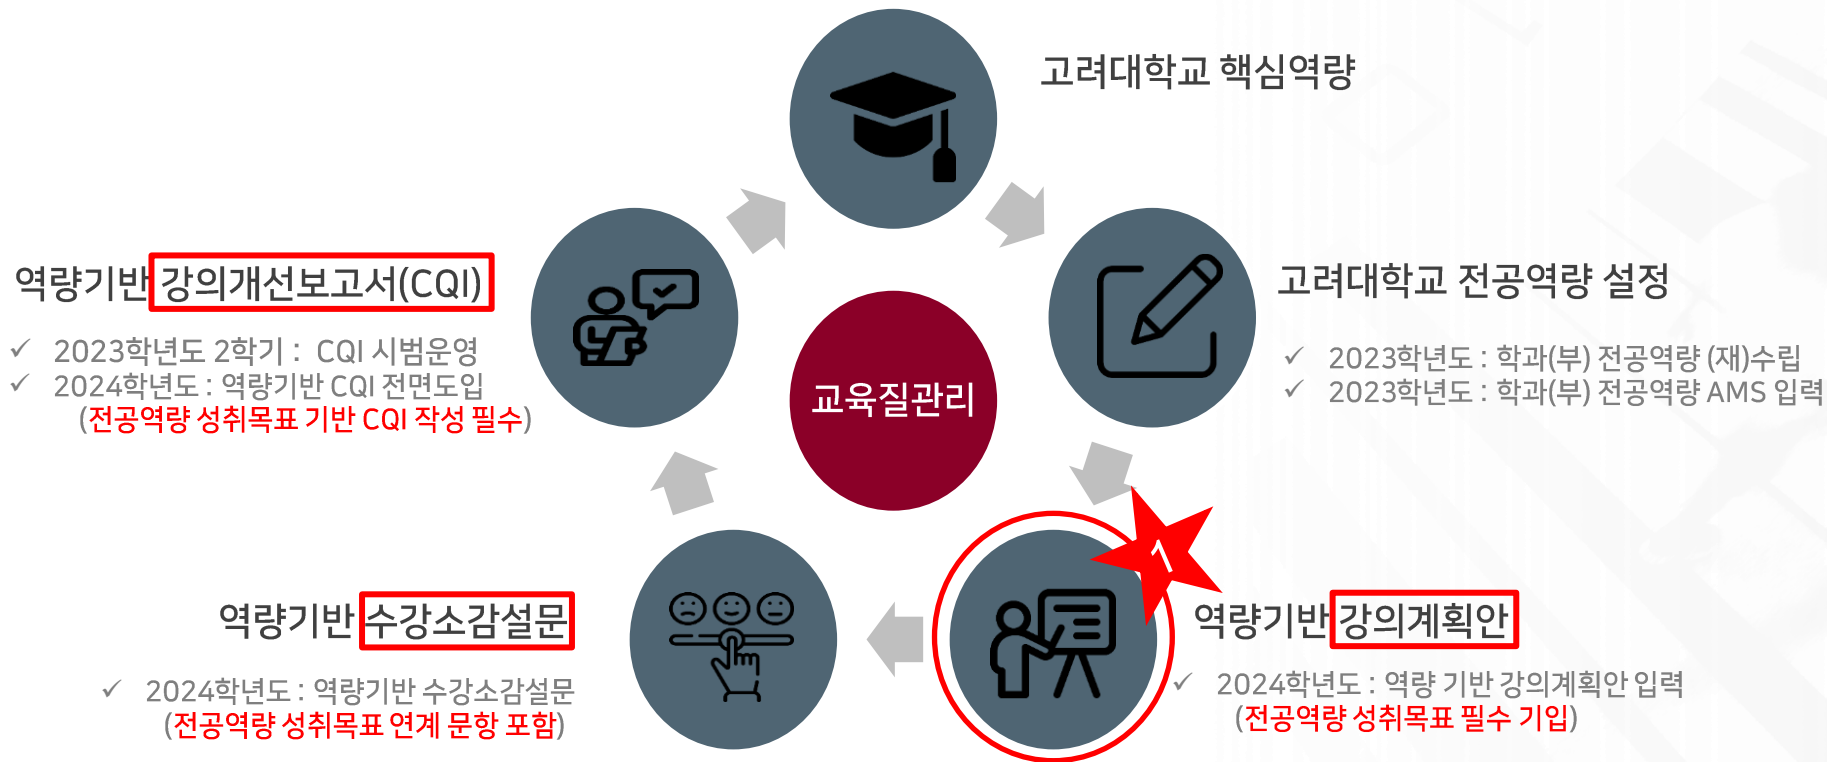 고려대학교 핵심역량
고려대학교 전공역량 설정
✓ 2023학년도 : 학과(부) 전공역량 (재)수립
✓ 2023학년도 : 학과(부) 전공역량 AMS 입력
1
역량기반 강의계획안
✓ 2024학년도 : 역량 기반 강의계획안 입력
(전공역량 성취목표 필수 기입)
역량기반 수강소감설문
✓ 2024학년도 : 역량기반 수강소감설문
(전공역량 성취목표 연계 문항 포함)
역량기반 강의개선보고서(CQI)
✓ 2023학년도 2학기 : CQI 시범운영
✓ 2024학년도 : 역량기반 CQI 전면도입
(전공역량 성취목표 기반 CQI 작성 필수)
교육질관리